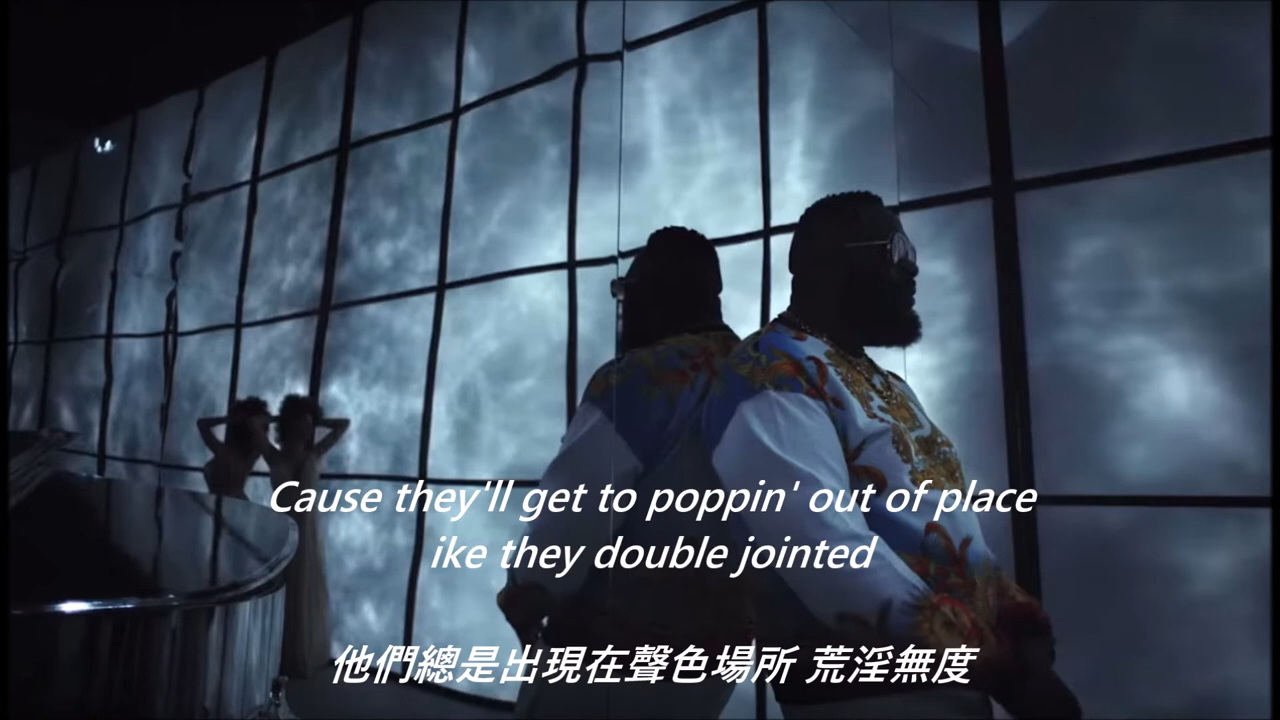 Cause they'll get to poppin' out of place
ike they double jointed
他們總是出現在聲色場所 荒淫無度